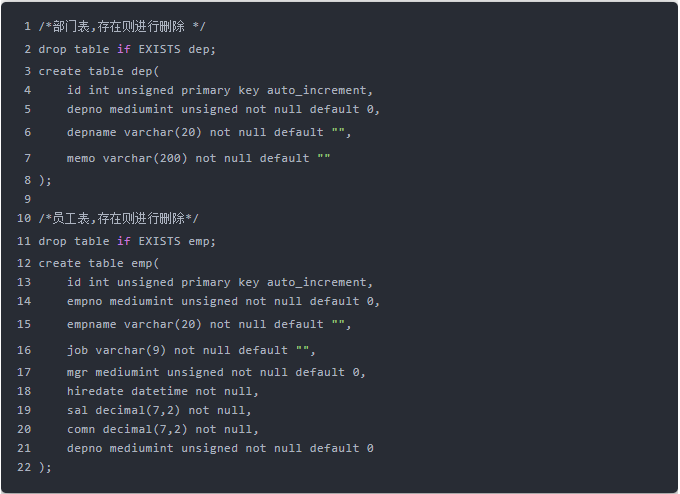 1 /*部门表,存在则进行删除 */
2 drop table if EXISTS dep;
3 create table dep(
4     id int unsigned primary key auto_increment,
5     depno mediumint unsigned not null default 0,
6     depname varchar(20) not null default "",
7     memo varchar(200) not null default ""
8 );
9
10 /*员工表,存在则进行删除*/
11 drop table if EXISTS emp;
12 create table emp(
13     id int unsigned primary key auto_increment,
14     empno mediumint unsigned not null default 0,
15     empname varchar(20) not null default "",
16     job varchar(9) not null default "",
17     mgr mediumint unsigned not null default 0,
18     hiredate datetime not null,
19     sal decimal(7,2) not null,
20     comn decimal(7,2) not null,
21     depno mediumint unsigned not null default 0
22 );